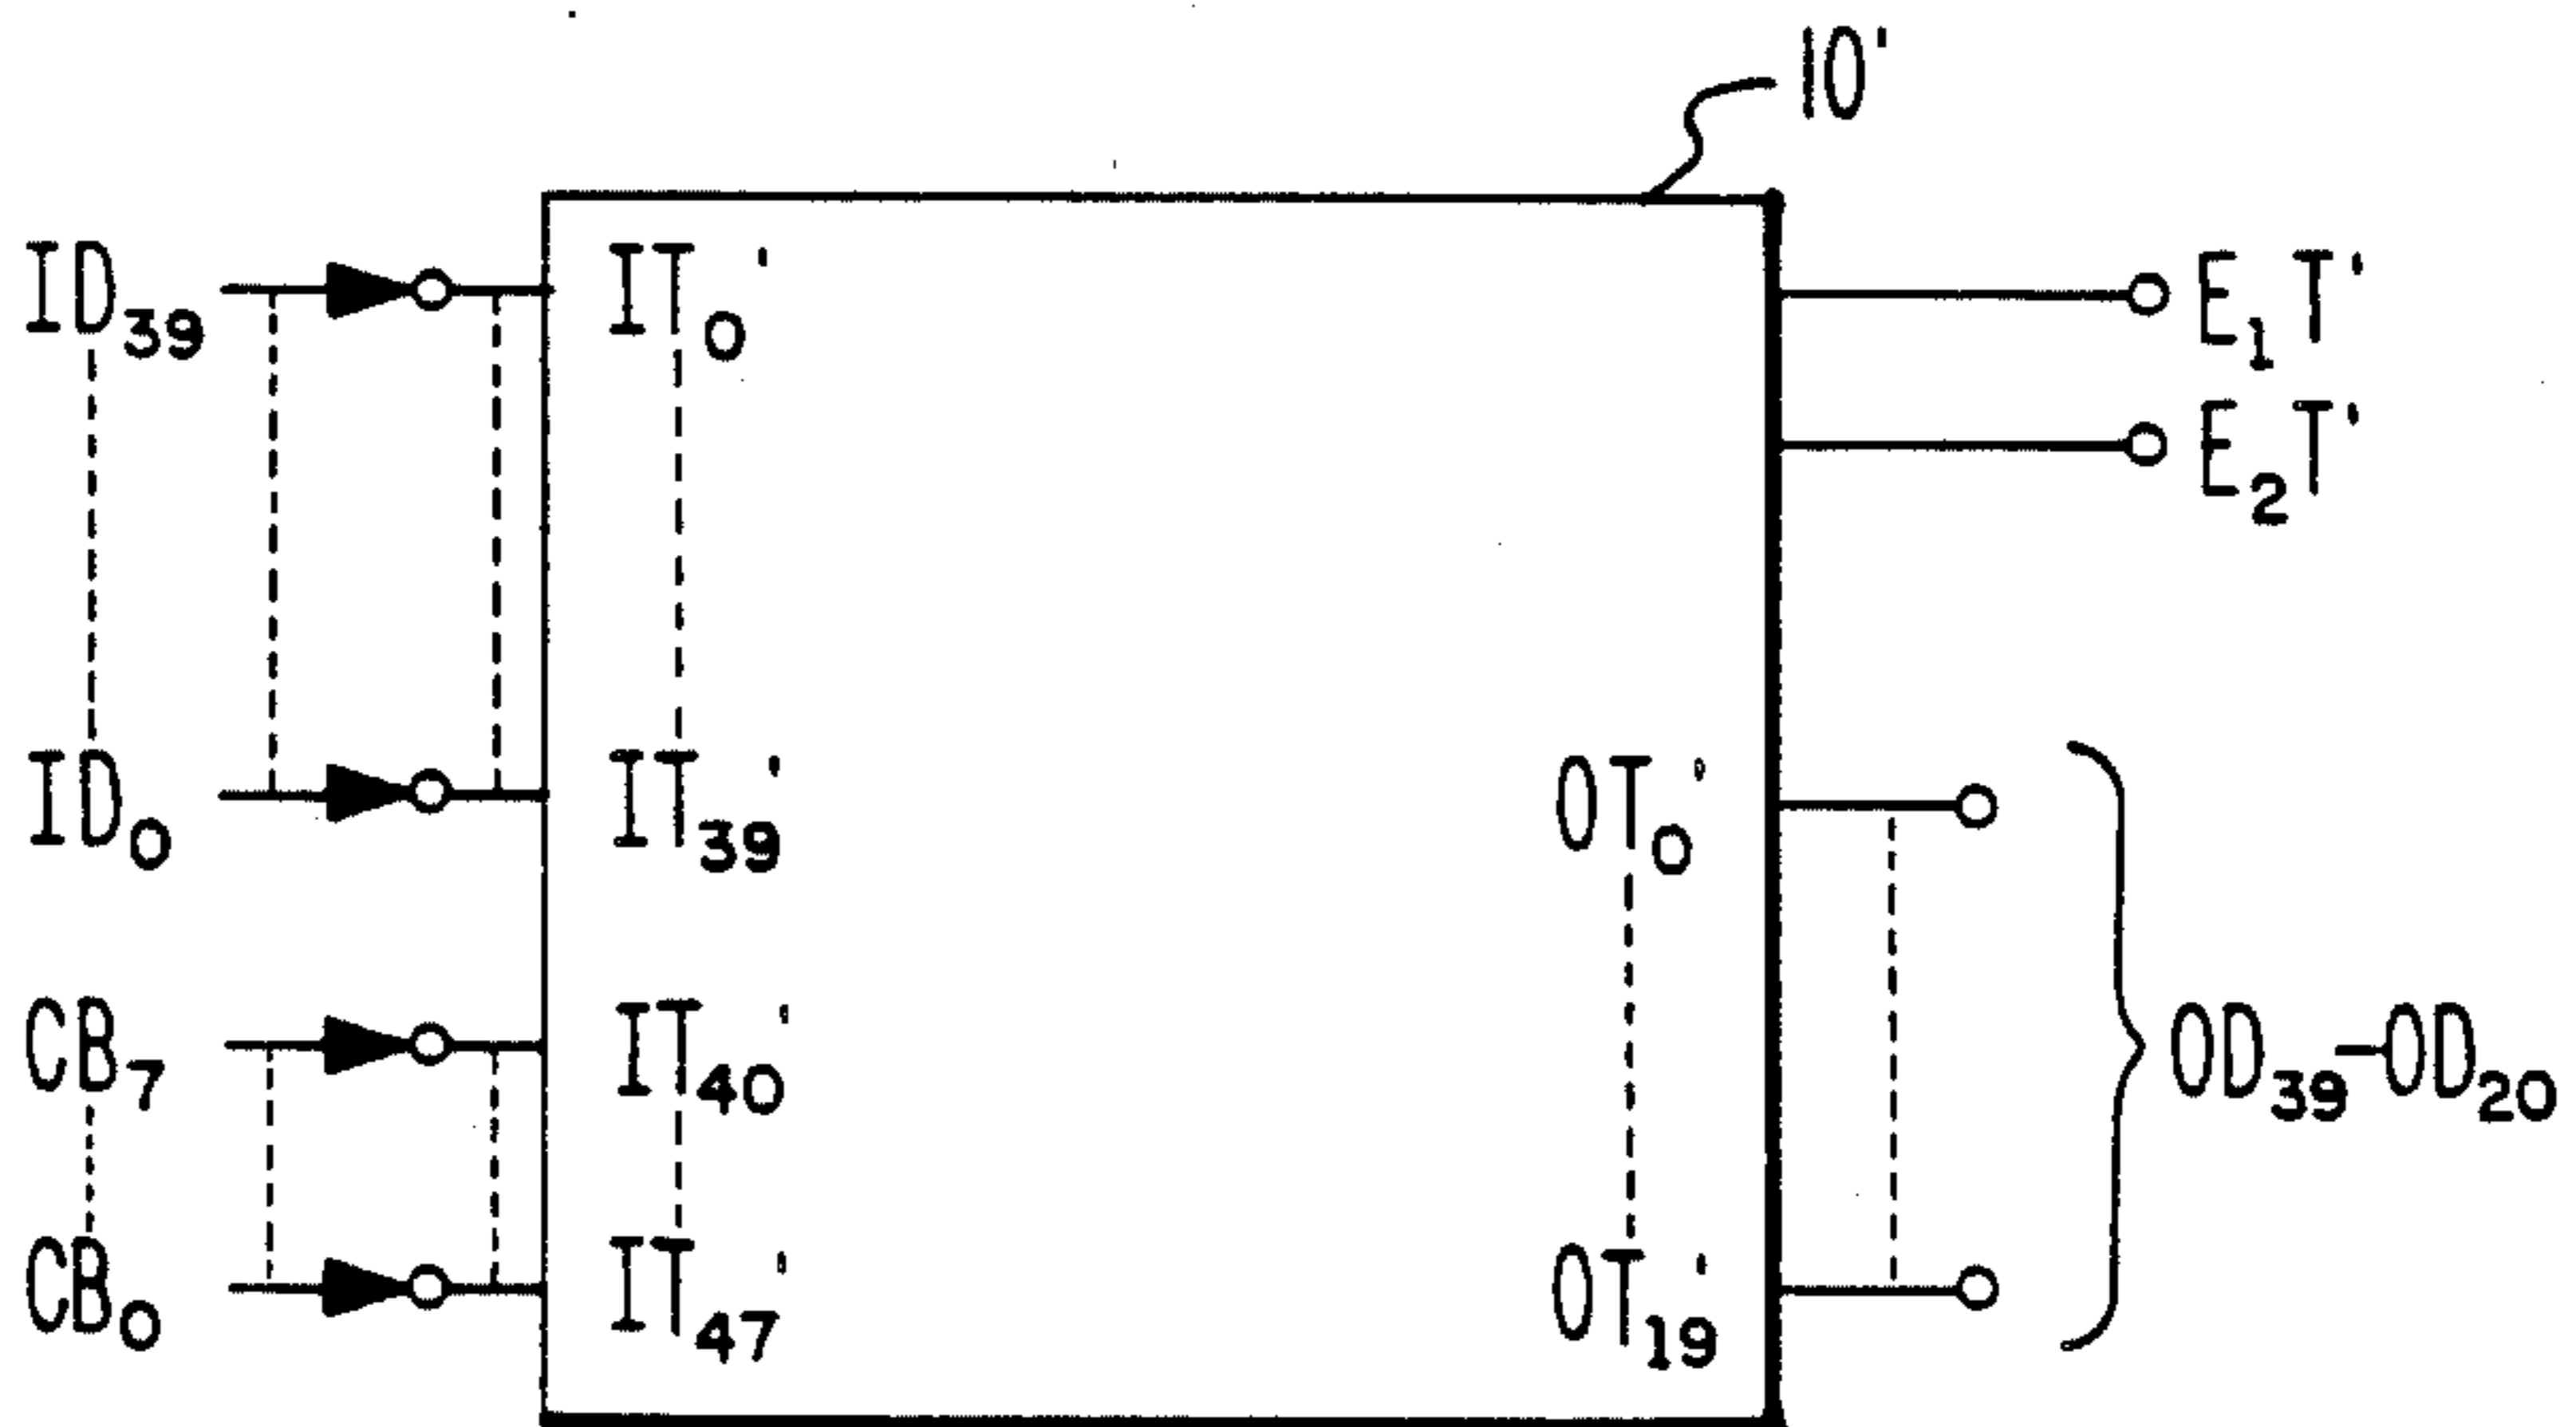 10'
ID39 IT0' E1T'
E2T'
ID0 IT39' OT0'
CB7 IT40' OD39-OD20
CB0 IT47' OT19'